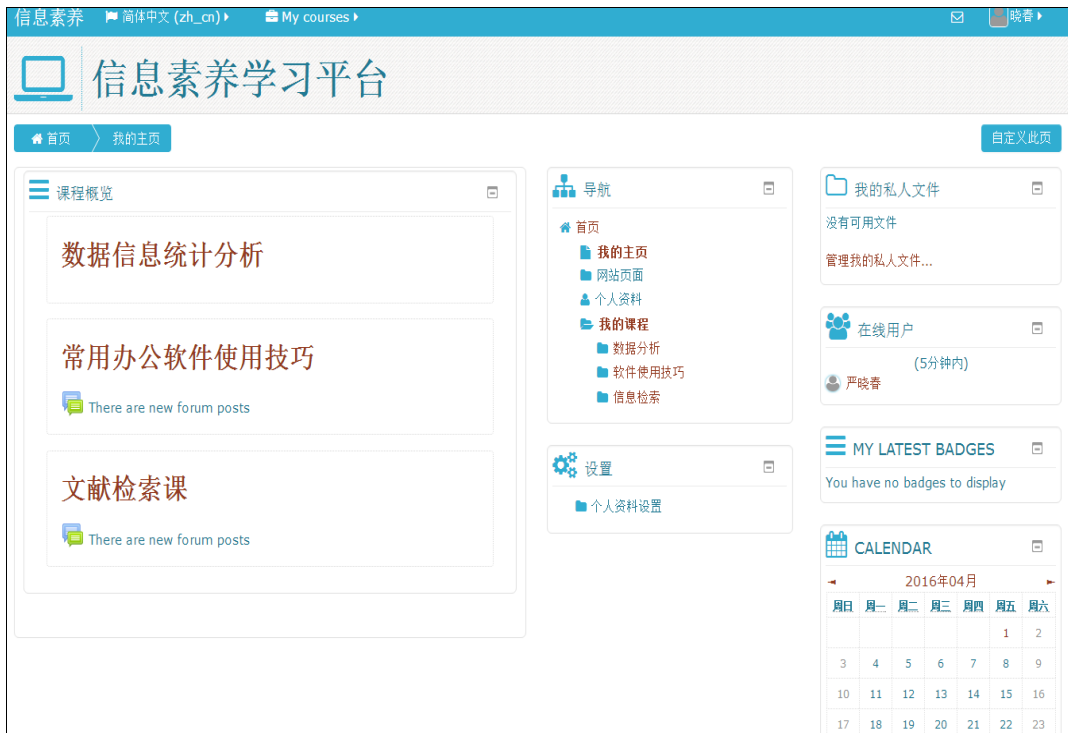 信息素养 简体中文 (zh_cn) My courses 晓春
信息素养学习平台
首页 我的主页 自定义此页
课程概览
数据信息统计分析
常用办公软件使用技巧
There are new forum posts
文献检索课
There are new forum posts
导航
首页
我的主页
网站页面
个人资料
我的课程
数据分析
软件使用技巧
信息检索
设置
个人资料设置
我的私人文件
没有可用文件
管理我的私人文件...
在线用户
(5分钟内)
严晓春
MY LATEST BADGES
You have no badges to display
CALENDAR
◄ 2016年04月 ►
周日 周一 周二 周三 周四 周五 周六
1 2
3 4 5 6 7 8 9
10 11 12 13 14 15 16
17 18 19 20 21 22 23